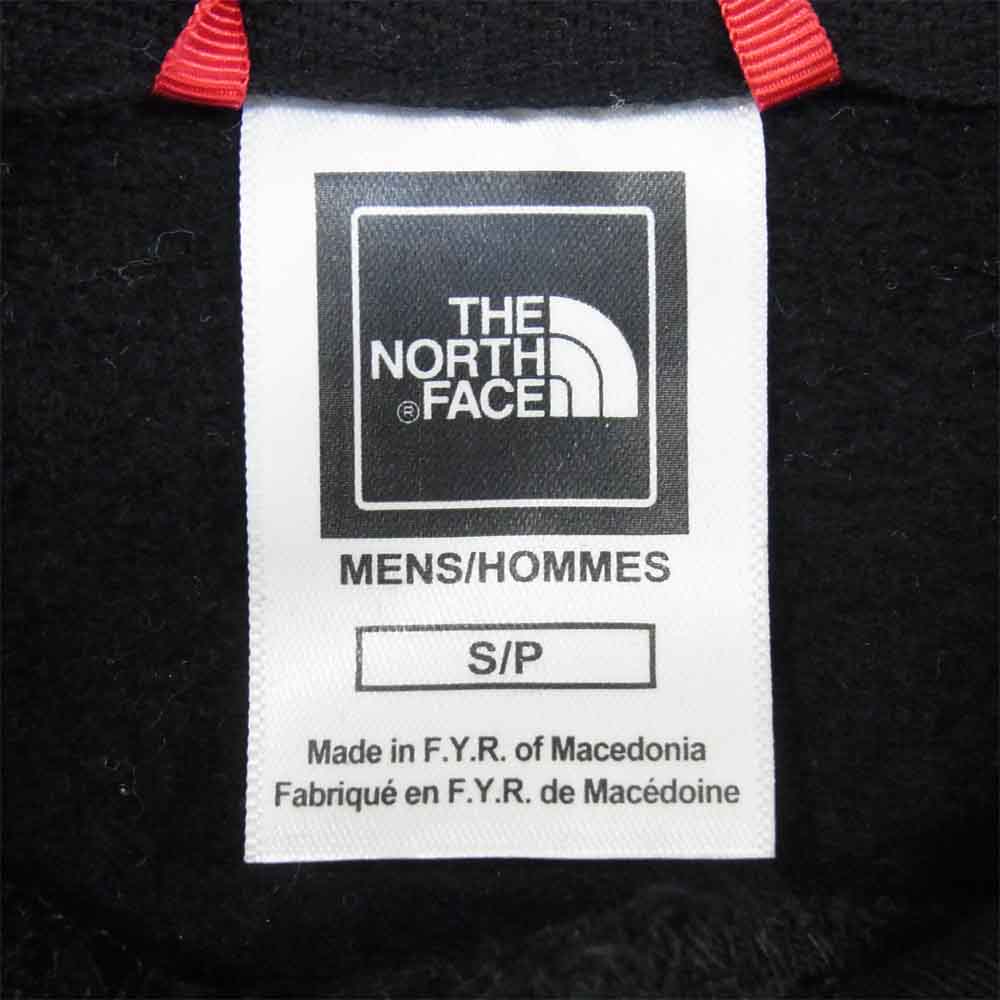 THE
NORTH
® FACE
MENS/HOMMES
S/P
Made in F.Y.R. of Macedonia
Fabriqué en F.Y.R. de Macédoine